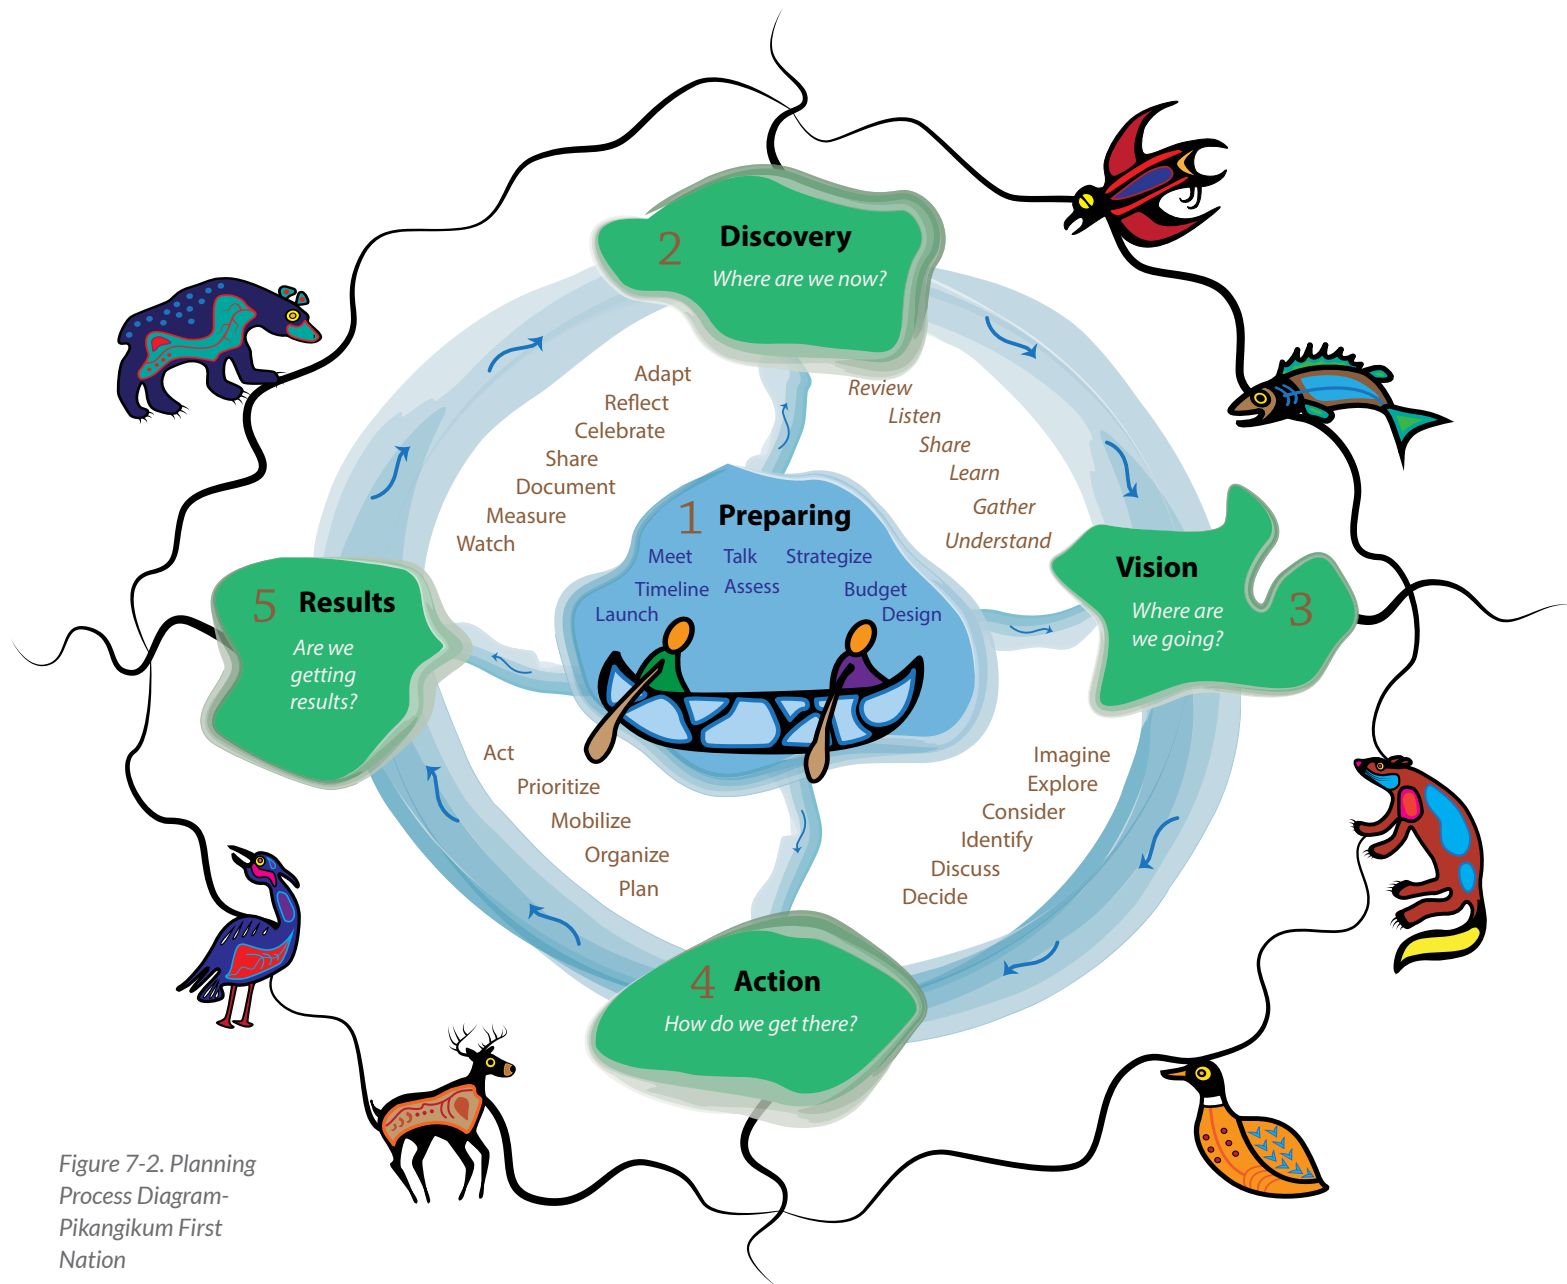 2 Discovery
Where are we now?
Adapt
Reflect
Celebrate
Share
Document
Measure
Watch
Review
Listen
Share
Learn
Gather
Understand
1 Preparing
Meet Talk Strategize
Timeline Assess Budget
Launch Design
Vision
Where are
we going?
3
5 Results
Are we
getting
results?
Act
Prioritize
Mobilize
Organize
Plan
Imagine
Explore
Consider
Identify
Discuss
Decide
4 Action
How do we get there?
Figure 7-2. Planning
Process Diagram-
Pikangikum First
Nation